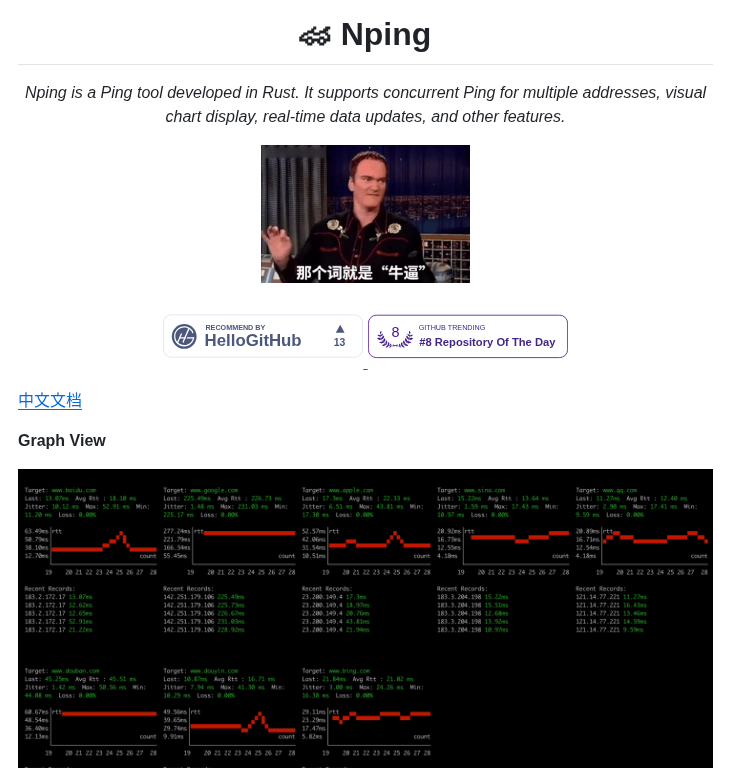 Nping
Nping is a Ping tool developed in Rust. It supports concurrent Ping for multiple addresses, visual
chart display, real-time data updates, and other features.
那个词就是“牛逼”
RECOMMEND BY
HelloGitHub
13
8
GITHUB TRENDING
#8 Repository Of The Day
中文文档
Graph View
Target: www.baidu.com
Last: 13.07ms Avg Rtt : 18.10 ms
Jitter: 10.12 ms Max: 52.91 ms Min:
11.20 ms Loss: 0.00%
63.49ms rtt
50.79ms
38.10ms
12.70ms count
19 20 21 22 23 24 25 26 27 28
Recent Records:
183.2.172.17 13.07ms
183.2.172.17 12.62ms
183.2.172.17 12.65ms
183.2.172.17 52.91ms
183.2.172.17 21.22ms
Target: www.google.com
Last: 225.49ms Avg Rtt : 226.73 ms
Jitter: 1.48 ms Max: 231.03 ms Min:
225.17 ms Loss: 0.00%
277.24ms rtt
221.79ms
166.34ms
55.45ms count
19 20 21 22 23 24 25 26 27 28
Recent Records:
142.251.179.106 225.49ms
142.251.179.106 225.73ms
142.251.179.106 226.67ms
142.251.179.106 231.03ms
142.251.179.106 228.92ms
Target: www.apple.com
Last: 17.3ms Avg Rtt : 22.13 ms
Jitter: 6.51 ms Max: 43.81 ms Min:
17.30 ms Loss: 0.00%
52.57ms rtt
42.06ms
31.54ms
10.51ms count
19 20 21 22 23 24 25 26 27 28
Recent Records:
23.200.149.4 17.3ms
23.200.149.4 18.97ms
23.200.149.4 20.76ms
23.200.149.4 43.81ms
23.200.149.4 21.94ms
Target: www.sina.com
Last: 15.22ms Avg Rtt : 13.64 ms
Jitter: 1.59 ms Max: 17.43 ms Min:
10.97 ms Loss: 0.00%
20.92ms rtt
16.73ms
12.55ms
4.18ms count
19 20 21 22 23 24 25 26 27 28
Recent Records:
183.3.204.198 15.22ms
183.3.204.198 15.51ms
183.3.204.198 12.68ms
183.3.204.198 13.92ms
183.3.204.198 10.97ms
Target: www.qq.com
Last: 11.27ms Avg Rtt : 12.40 ms
Jitter: 2.90 ms Max: 17.41 ms Min:
9.59 ms Loss: 0.00%
20.89ms rtt
16.71ms
12.54ms
4.18ms count
19 20 21 22 23 24 25 26 27 28
Recent Records:
121.14.77.221 11.27ms
121.14.77.221 16.43ms
121.14.77.221 13.46ms
121.14.77.221 14.59ms
121.14.77.221 9.59ms
Target: www.douban.com
Last: 45.25ms Avg Rtt : 45.51 ms
Jitter: 1.42 ms Max: 50.56 ms Min:
44.08 ms Loss: 0.00%
60.67ms rtt
48.54ms
36.40ms
12.13ms count
19 20 21 22 23 24 25 26 27 28
Target: www.douyin.com
Last: 10.87ms Avg Rtt : 16.71 ms
Jitter: 7.94 ms Max: 41.30 ms Min:
10.29 ms Loss: 0.00%
49.56ms rtt
39.65ms
29.74ms
9.91ms count
19 20 21 22 23 24 25 26 27 28
Target: www.bing.com
Last: 21.84ms Avg Rtt : 21.02 ms
Jitter: 3.00 ms Max: 24.26 ms Min:
16.38 ms Loss: 0.00%
29.11ms rtt
23.29ms
17.47ms
5.82ms count
19 20 21 22 23 24 25 26 27 28